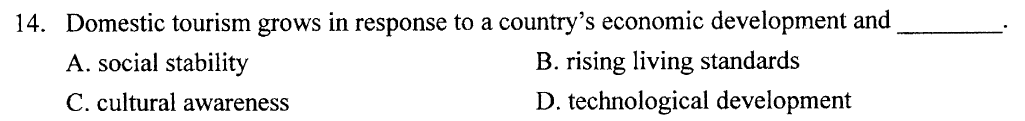 14. Domestic tourism grows in response to a country's economic development and ________.
A. social stability B. rising living standards
C. cultural awareness D. technological development